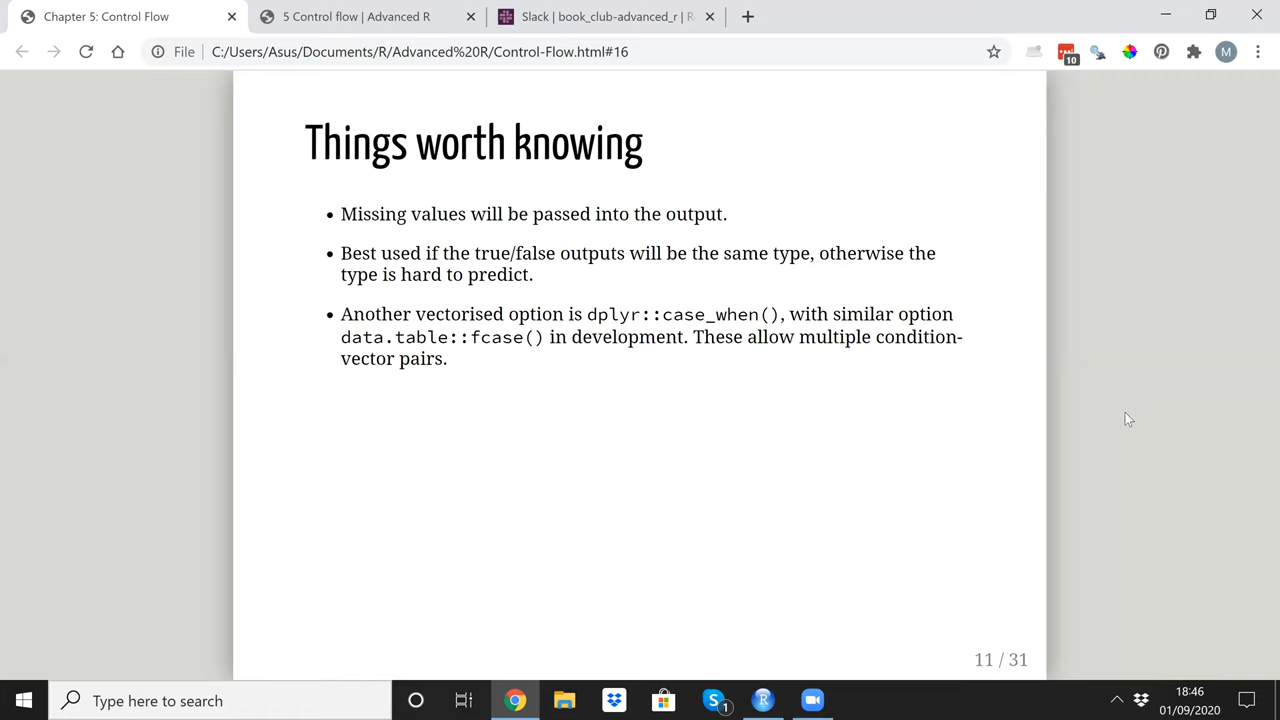 Chapter 5: Control Flow
5 Control flow | Advanced R
Slack | book_club-advanced_r | R
File
C:/Users/Asus/Documents/R/Advanced%20R/Control-Flow.html#16
10
M
Things worth knowing
• Missing values will be passed into the output.
• Best used if the true/false outputs will be the same type, otherwise the
type is hard to predict.
• Another vectorised option is dplyr::case_when(), with similar option
data.table::fcase() in development. These allow multiple condition-
vector pairs.
11 / 31
Type here to search
1
18:46
01/09/2020